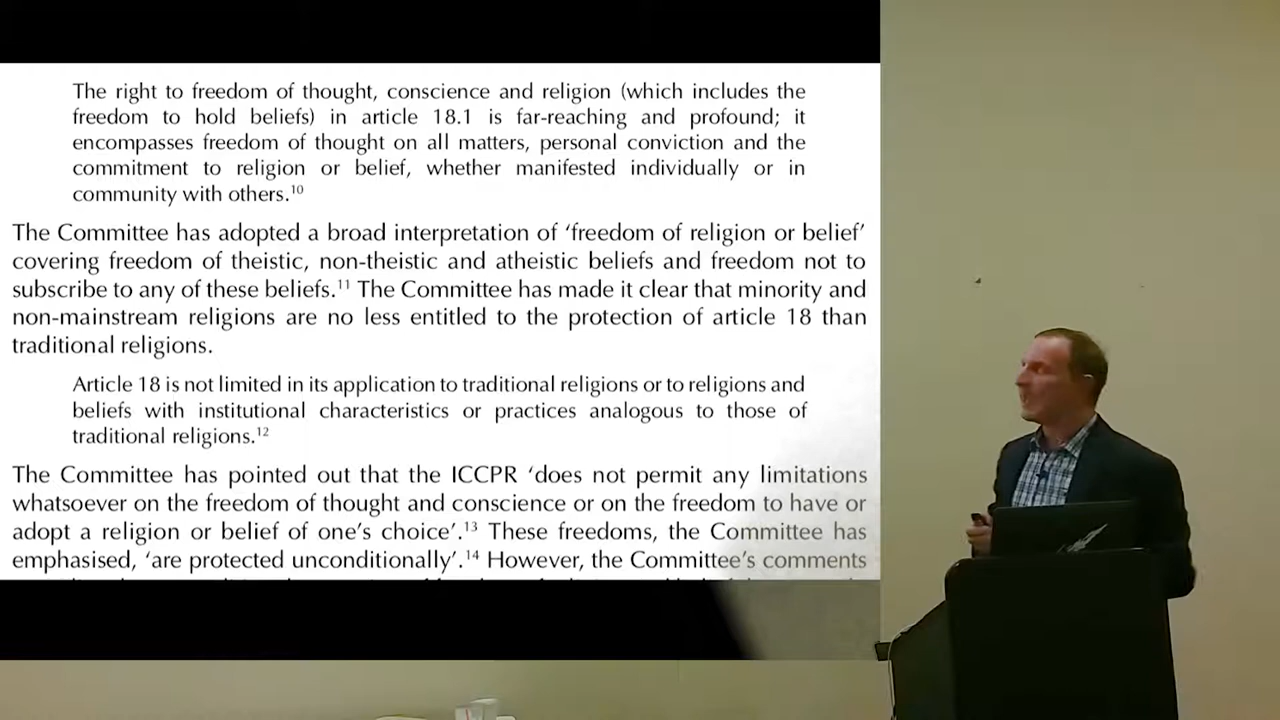 The right to freedom of thought, conscience and religion (which includes the
freedom to hold beliefs) in article 18.1 is far-reaching and profound; it
encompasses freedom of thought on all matters, personal conviction and the
commitment to religion or belief, whether manifested individually or in
community with others.10
The Committee has adopted a broad interpretation of ‘freedom of religion or belief’
covering freedom of theistic, non-theistic and atheistic beliefs and freedom not to
subscribe to any of these beliefs.11 The Committee has made it clear that minority and
non-mainstream religions are no less entitled to the protection of article 18 than
traditional religions.
Article 18 is not limited in its application to traditional religions or to religions and
beliefs with institutional characteristics or practices analogous to those of
traditional religions.12
The Committee has pointed out that the ICCPR ‘does not permit any limitations
whatsoever on the freedom of thought and conscience or on the freedom to have or
adopt a religion or belief of one’s choice’.13 These freedoms, the Committee has
emphasised, ‘are protected unconditionally’.14 However, the Committee’s comments